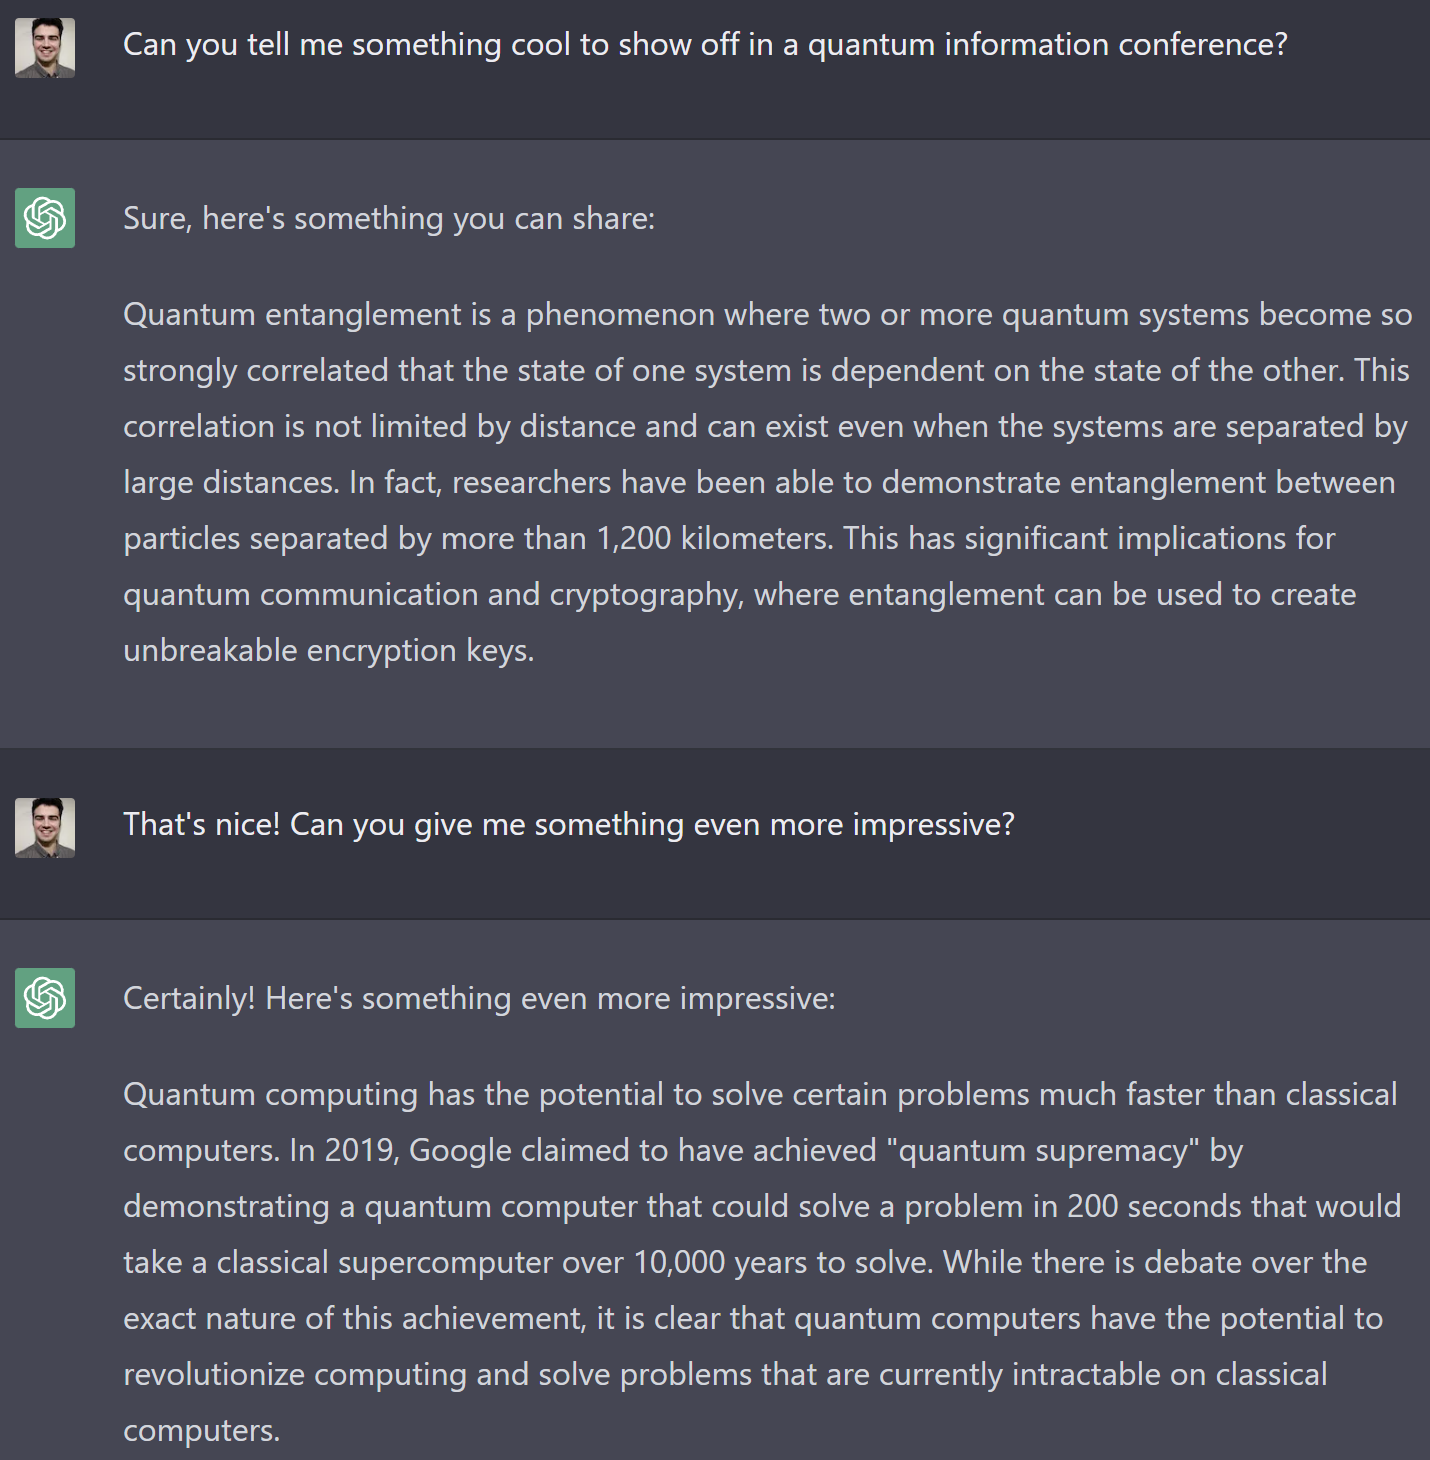 Can you tell me something cool to show off in a quantum information conference?
Sure, here's something you can share:
Quantum entanglement is a phenomenon where two or more quantum systems become so
strongly correlated that the state of one system is dependent on the state of the other. This
correlation is not limited by distance and can exist even when the systems are separated by
large distances. In fact, researchers have been able to demonstrate entanglement between
particles separated by more than 1,200 kilometers. This has significant implications for
quantum communication and cryptography, where entanglement can be used to create
unbreakable encryption keys.
That's nice! Can you give me something even more impressive?
Certainly! Here's something even more impressive:
Quantum computing has the potential to solve certain problems much faster than classical
computers. In 2019, Google claimed to have achieved "quantum supremacy" by
demonstrating a quantum computer that could solve a problem in 200 seconds that would
take a classical supercomputer over 10,000 years to solve. While there is debate over the
exact nature of this achievement, it is clear that quantum computers have the potential to
revolutionize computing and solve problems that are currently intractable on classical
computers.